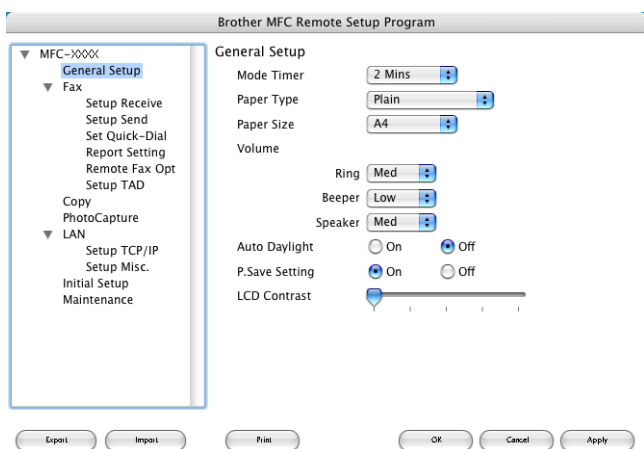 Brother MFC Remote Setup Program
MFC-XXXX
General Setup
Fax
Setup Receive
Setup Send
Set Quick-Dial
Report Setting
Remote Fax Opt
Setup TAD
Copy
PhotoCapture
LAN
Setup TCP/IP
Setup Misc.
Initial Setup
Maintenance
General Setup
Mode Timer 2 Mins
Paper Type Plain
Paper Size A4
Volume
Ring Med
Beeper Low
Speaker Med
Auto Daylight On Off
P.Save Setting On Off
LCD Contrast
Export Import Print OK Cancel Apply